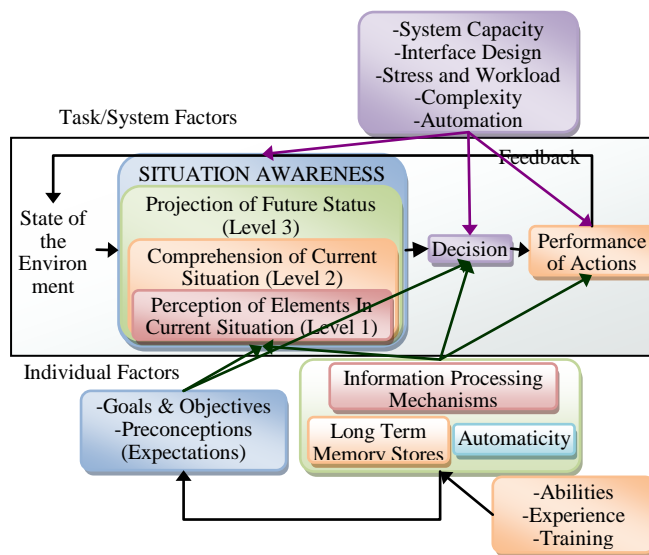 -System Capacity
-Interface Design
-Stress and Workload
-Complexity
-Automation
Task/System Factors
Feedback
SITUATION AWARENESS
Projection of Future Status
(Level 3)
State of
the
Environ
ment
Comprehension of Current
Situation (Level 2)
Decision
Performance
of Actions
Perception of Elements In
Current Situation (Level 1)
Individual Factors
Information Processing
Mechanisms
-Goals & Objectives
-Preconceptions
(Expectations)
Long Term
Memory Stores
Automaticity
-Abilities
-Experience
-Training